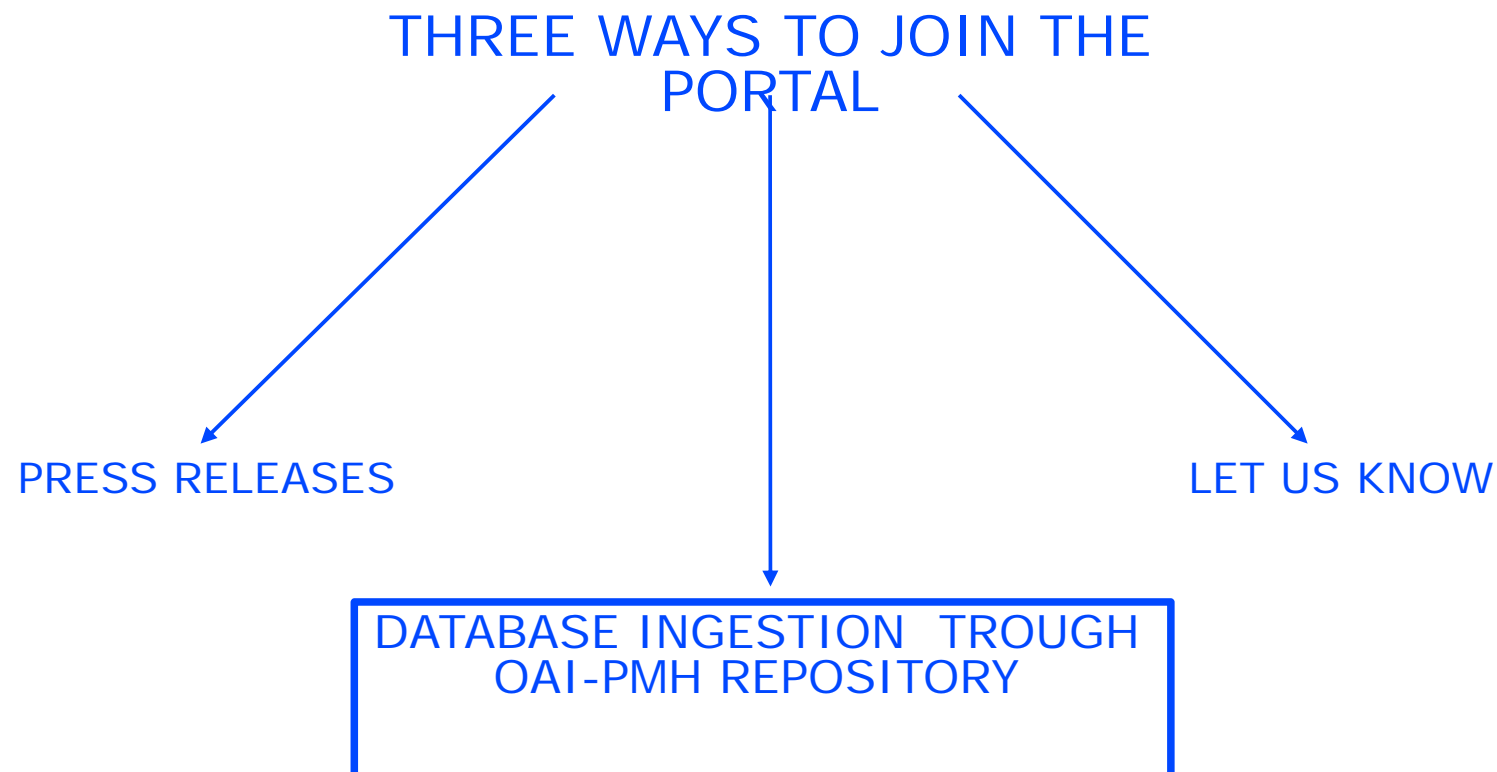 THREE WAYS TO JOIN THE
PORTAL
PRESS RELEASES
LET US KNOW
DATABASE INGESTION TROUGH
OAI-PMH REPOSITORY